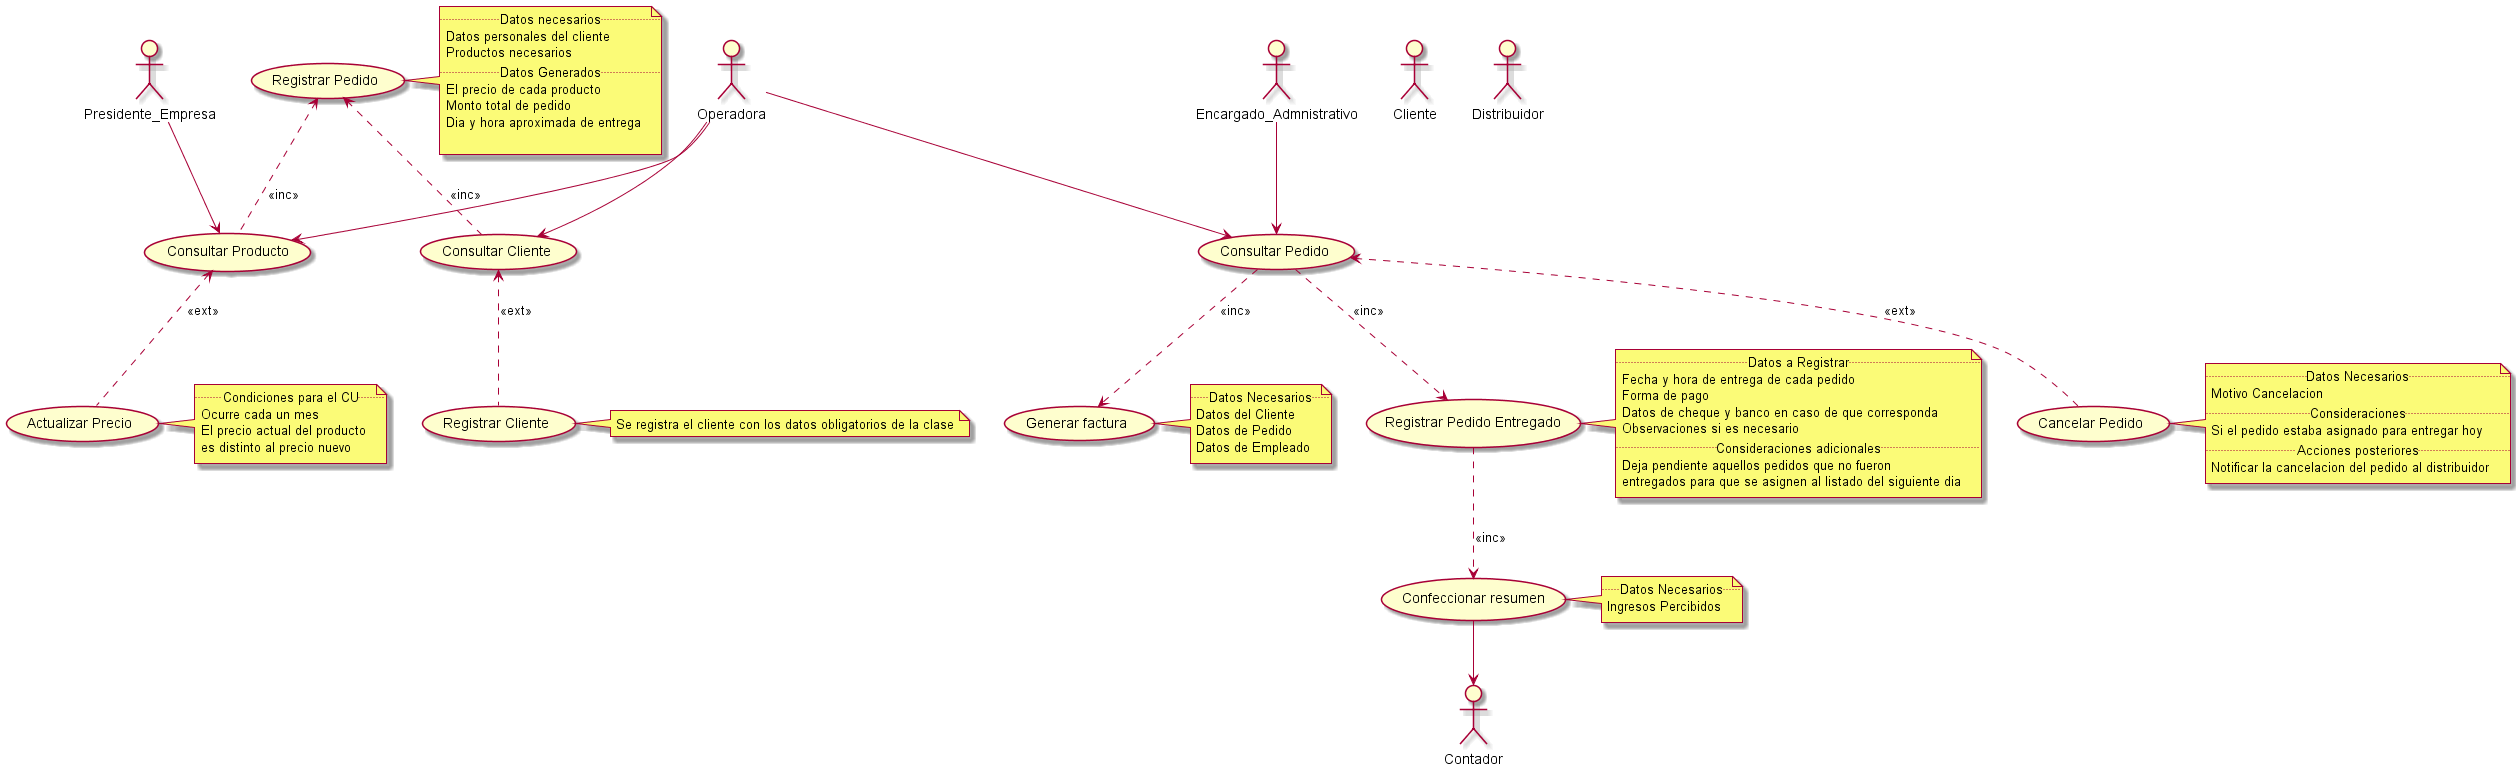 Datos necesarios
Datos personales del cliente
Productos necesarios
Datos Generados
El precio de cada producto
Monto total de pedido
Dia y hora aproximada de entrega
Registrar Pedido
Presidente_Empresa
Operadora
Encargado_Admnistrativo
Cliente
Distribuidor
«inc»
«inc»
Consultar Producto
Consultar Cliente
Consultar Pedido
«ext»
«ext»
«inc»
«inc»
«ext»
Actualizar Precio
Condiciones para el CU
Ocurre cada un mes
El precio actual del producto
es distinto al precio nuevo
Registrar Cliente
Se registra el cliente con los datos obligatorios de la clase
Generar factura
Datos Necesarios
Datos del Cliente
Datos de Pedido
Datos de Empleado
Registrar Pedido Entregado
Datos a Registrar
Fecha y hora de entrega de cada pedido
Forma de pago
Datos de cheque y banco en caso de que corresponda
Observaciones si es necesario
Consideraciones adicionales
Deja pendiente aquellos pedidos que no fueron
entregados para que se asignen al listado del siguiente dia
Cancelar Pedido
Datos Necesarios
Motivo Cancelacion
Consideraciones
Si el pedido estaba asignado para entregar hoy
Acciones posteriores
Notificar la cancelacion del pedido al distribuidor
«inc»
Confeccionar resumen
Datos Necesarios
Ingresos Percibidos
Contador